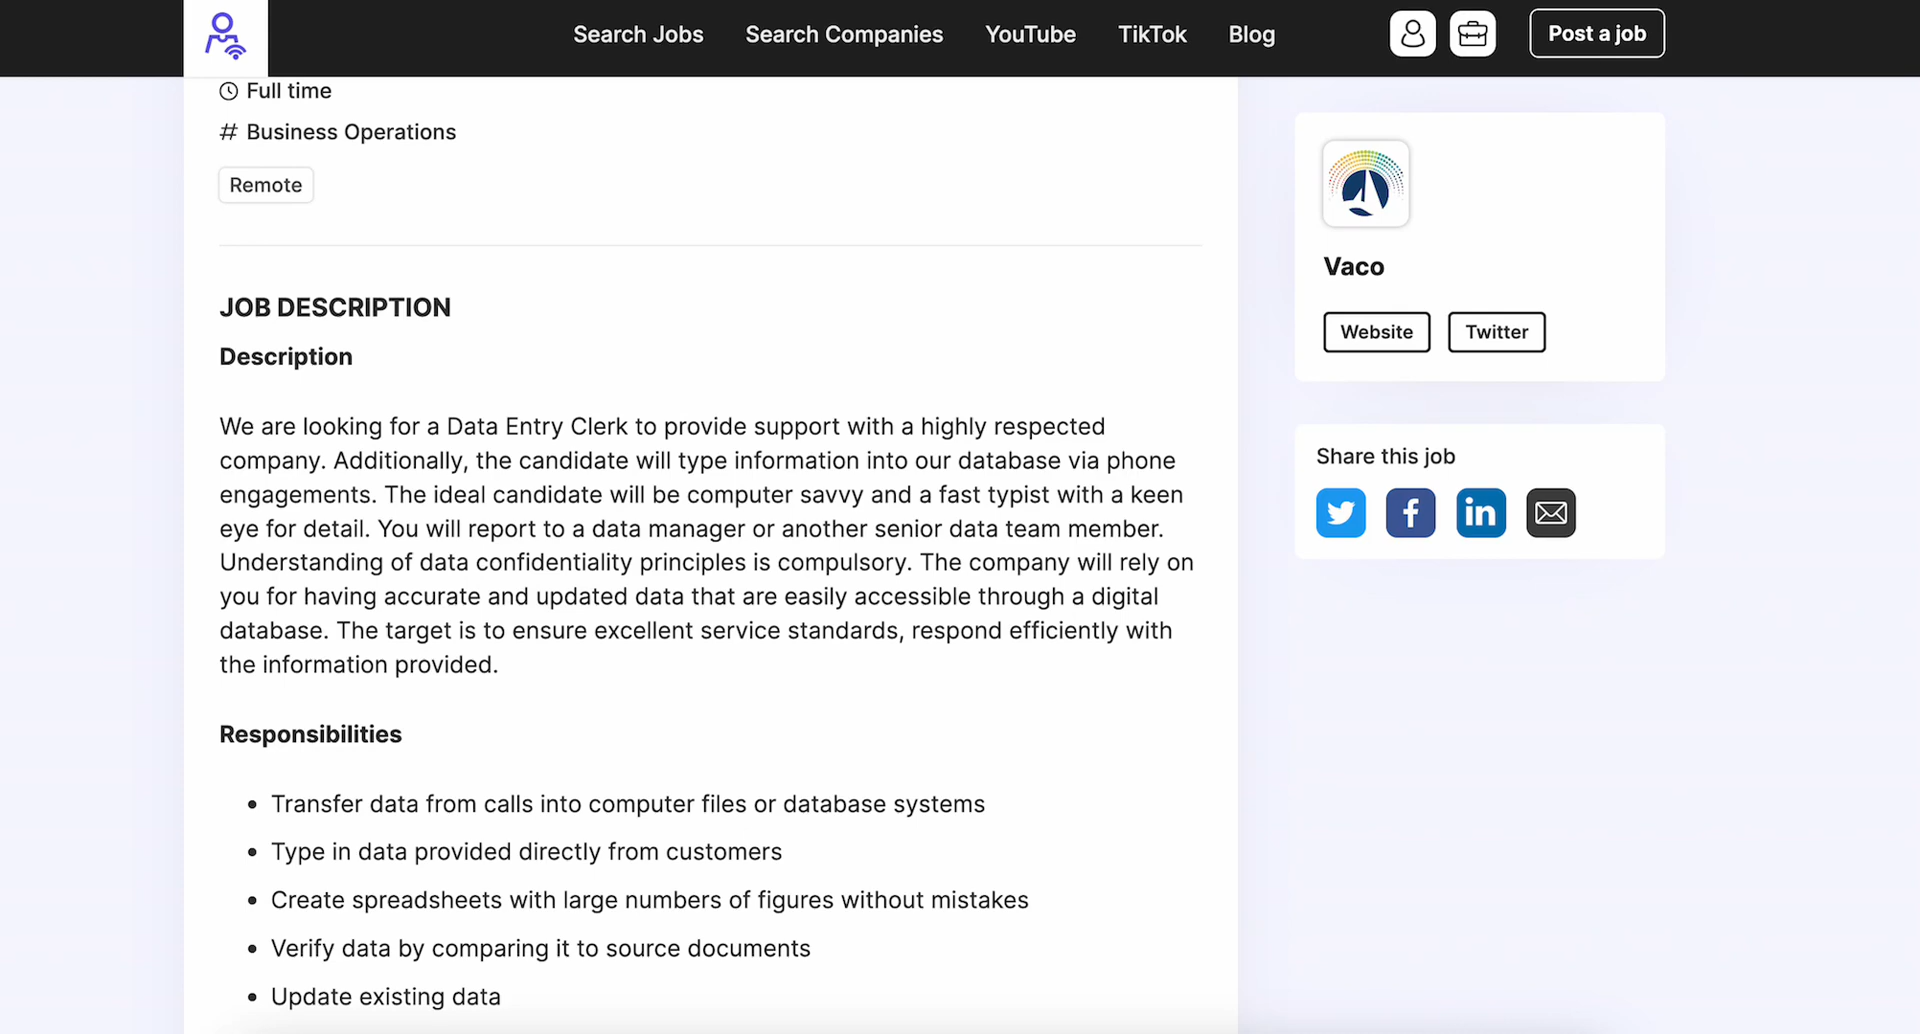 Search Jobs Search Companies YouTube TikTok Blog Post a job
Full time
# Business Operations
Remote
JOB DESCRIPTION
Description
We are looking for a Data Entry Clerk to provide support with a highly respected
company. Additionally, the candidate will type information into our database via phone
engagements. The ideal candidate will be computer savvy and a fast typist with a keen
eye for detail. You will report to a data manager or another senior data team member.
Understanding of data confidentiality principles is compulsory. The company will rely on
you for having accurate and updated data that are easily accessible through a digital
database. The target is to ensure excellent service standards, respond efficiently with
the information provided.
Responsibilities
• Transfer data from calls into computer files or database systems
• Type in data provided directly from customers
• Create spreadsheets with large numbers of figures without mistakes
• Verify data by comparing it to source documents
• Update existing data
Vaco
Website Twitter
Share this job
f in